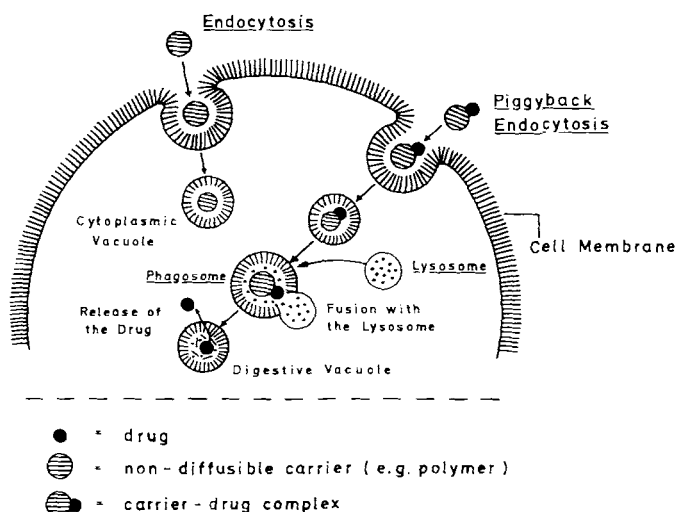 Endocytosis
Piggyback
Endocytosis
Cytoplasmic
Vacuole
Cell Membrane
Phagosome
Lysosome
Release of
the Drug
Fusion with
the Lysosome
Digestive Vacuole
= drug
= non-diffusible carrier (e.g. polymer)
= carrier-drug complex